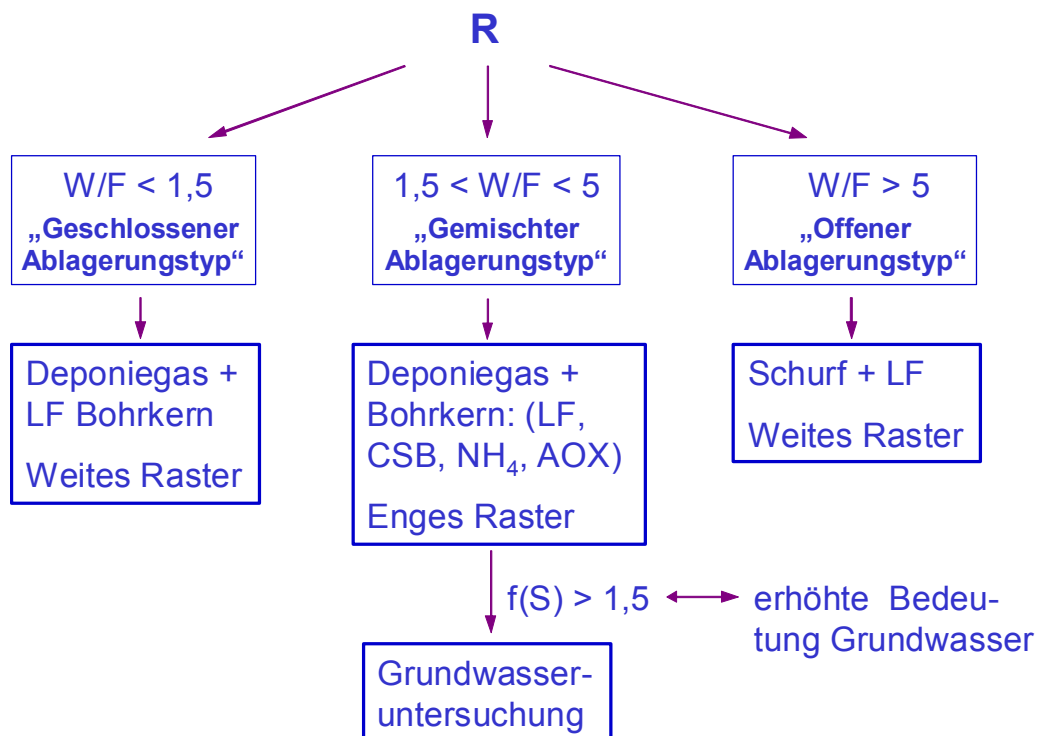 R
W/F < 1,5
„Geschlossener
Ablagerungstyp“
1,5 < W/F < 5
„Gemischter
Ablagerungstyp“
W/F > 5
„Offener
Ablagerungstyp“
Deponiegas +
LF Bohrkern
Weites Raster
Deponiegas +
Bohrkern: (LF,
CSB, NH₄, AOX)
Enges Raster
Schurf + LF
Weites Raster
f(S) > 1,5
erhöhte Bedeu-
tung Grundwasser
Grundwasser-
untersuchung